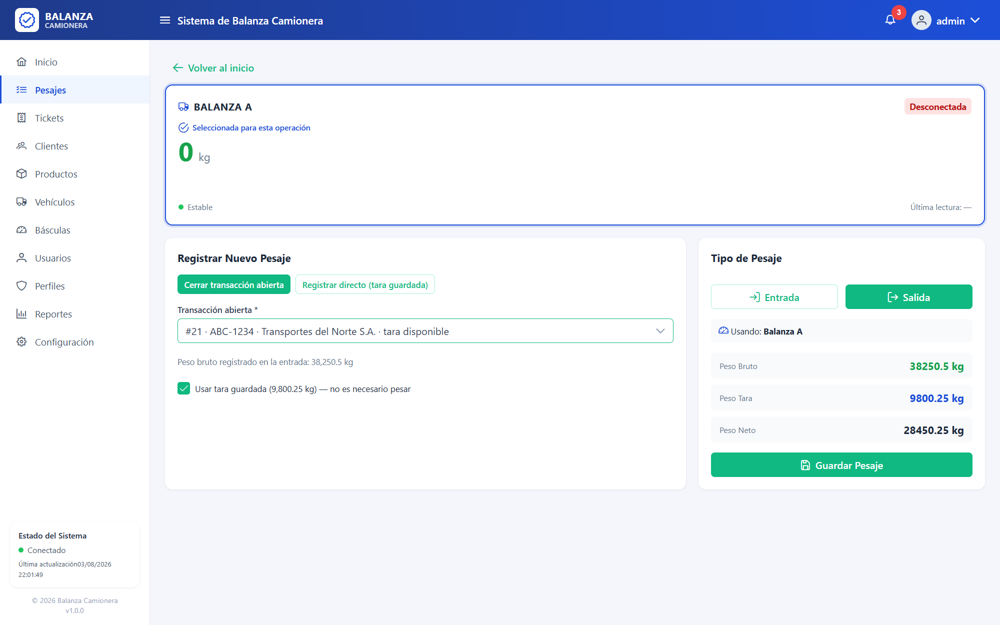 BALANZA
CAMIONERA
Sistema de Balanza Camionera
3
admin
Inicio
Pesajes
Tickets
Clientes
Productos
Vehículos
Básculas
Usuarios
Perfiles
Reportes
Configuración
Estado del Sistema
Conectado
Última actualización03/08/2026
22:01:49
© 2026 Balanza Camionera
v1.0.0
Volver al inicio
BALANZA A
Desconectada
Seleccionada para esta operación
0 kg
Estable
Última lectura: —
Registrar Nuevo Pesaje
Cerrar transacción abierta
Registrar directo (tara guardada)
Transacción abierta *
#21 · ABC-1234 · Transportes del Norte S.A. · tara disponible
Peso bruto registrado en la entrada: 38,250.5 kg
Usar tara guardada (9,800.25 kg) — no es necesario pesar
Tipo de Pesaje
Entrada
Salida
Usando: Balanza A
Peso Bruto 38250.5 kg
Peso Tara 9800.25 kg
Peso Neto 28450.25 kg
Guardar Pesaje